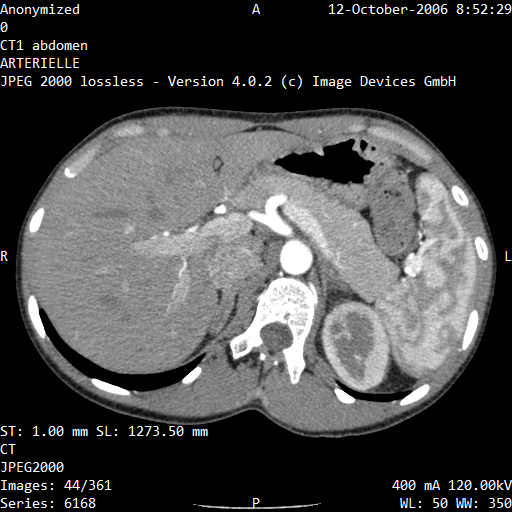 Anonymized A 12-October-2006 8:52:29
0
CT1 abdomen
ARTERIELLE
JPEG 2000 lossless - Version 4.0.2 (c) Image Devices GmbH
R L
ST: 1.00 mm SL: 1273.50 mm
CT
JPEG2000
Images: 44/361 400 mA 120.00kV
Series: 6168 P WL: 50 WW: 350